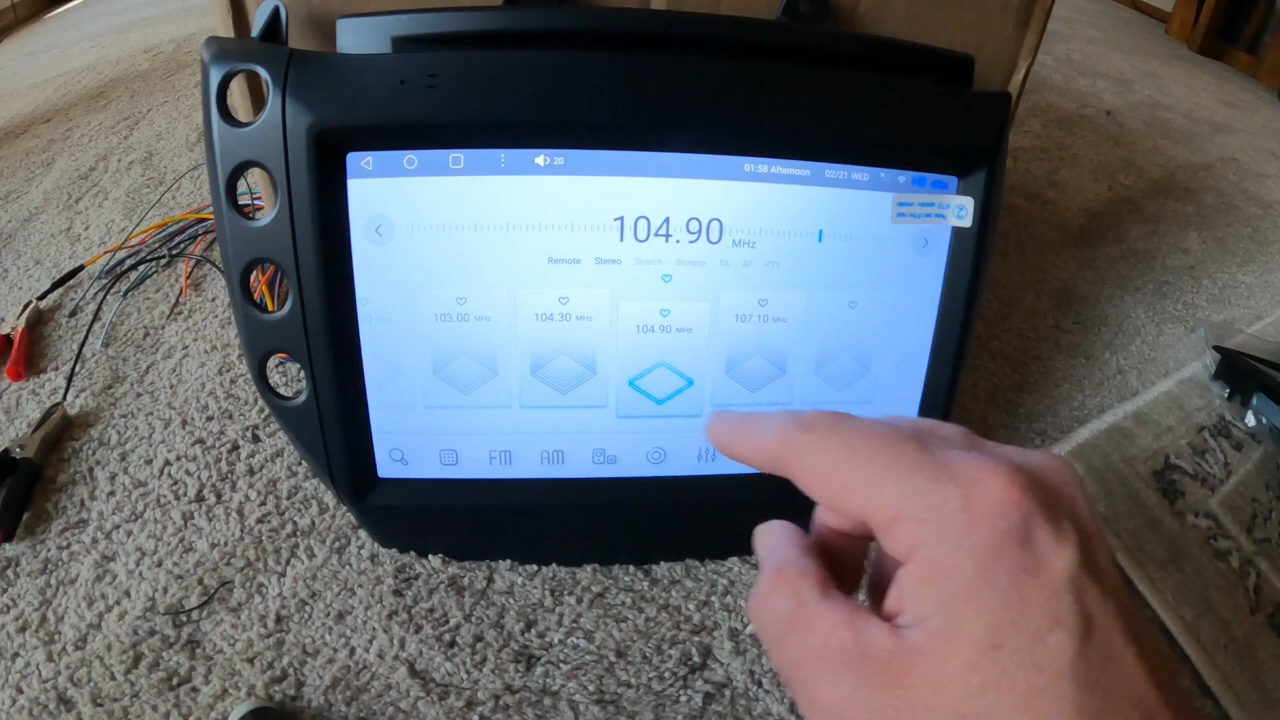 20 01:58 Afternoon 02/21 WED
104.90 MHz
Remote Stereo Search Browse TA AF PTY
103.00 MHz 104.30 MHz 104.90 MHz 107.10 MHz
FM AM